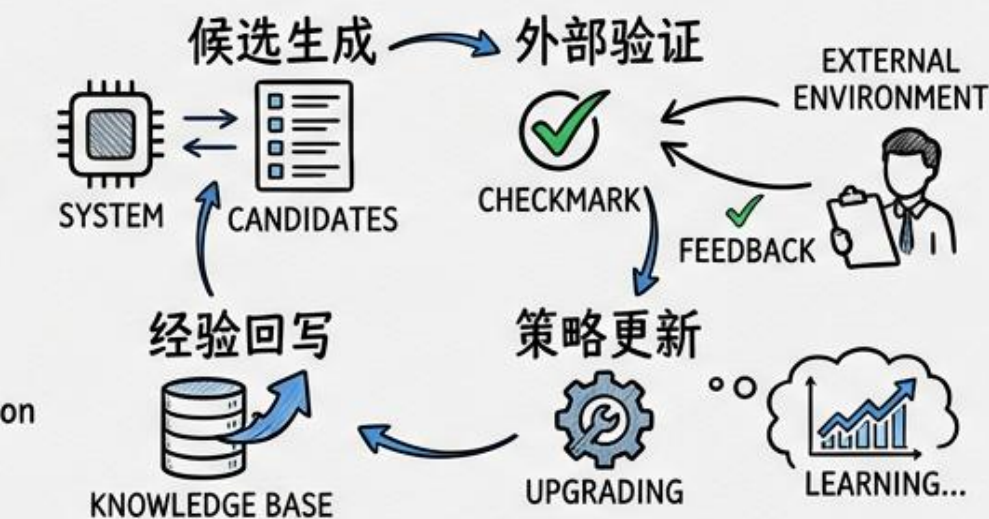 候选生成
外部验证
EXTERNAL
ENVIRONMENT
SYSTEM
CANDIDATES
CHECKMARK
FEEDBACK
经验回写
策略更新
on
KNOWLEDGE BASE
UPGRADING
LEARNING...